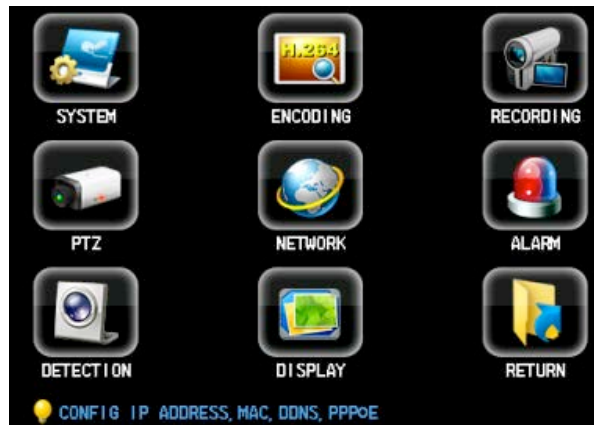 H.264
SYSTEM ENCODING RECORDING
PTZ NETWORK ALARM
DETECTION DISPLAY RETURN
CONFIG IP ADDRESS, MAC, DDNS, PPPOE